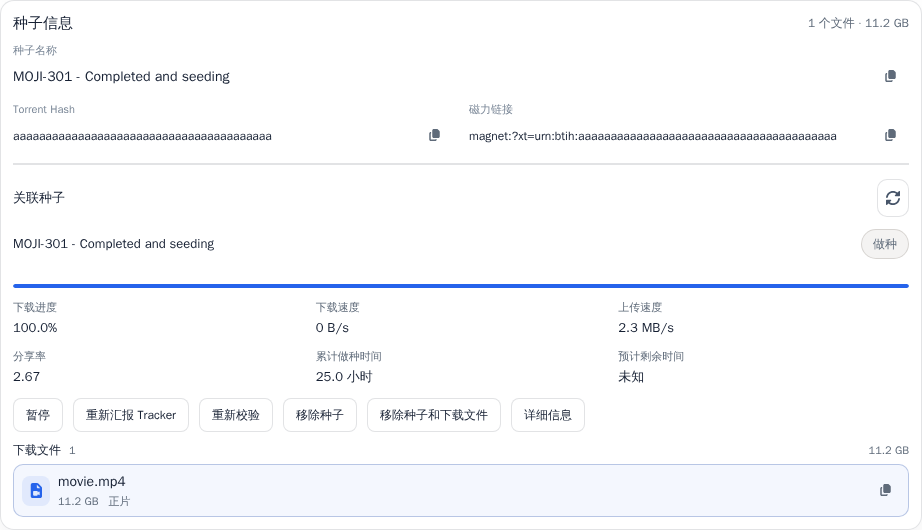 种子信息
1 个文件 · 11.2 GB
种子名称
MOJI-301 - Completed and seeding
Torrent Hash
磁力链接
aaaaaaaaaaaaaaaaaaaaaaaaaaaaaaaaaaaaaaaa
magnet:?xt=urn:btih:aaaaaaaaaaaaaaaaaaaaaaaaaaaaaaaaaaaaaaaa
关联种子
MOJI-301 - Completed and seeding
做种
下载进度
下载速度
上传速度
100.0%
0 B/s
2.3 MB/s
分享率
累计做种时间
预计剩余时间
2.67
25.0 小时
未知
暂停
重新汇报 Tracker
重新校验
移除种子
移除种子和下载文件
详细信息
下载文件 1
11.2 GB
movie.mp4
11.2 GB 正片